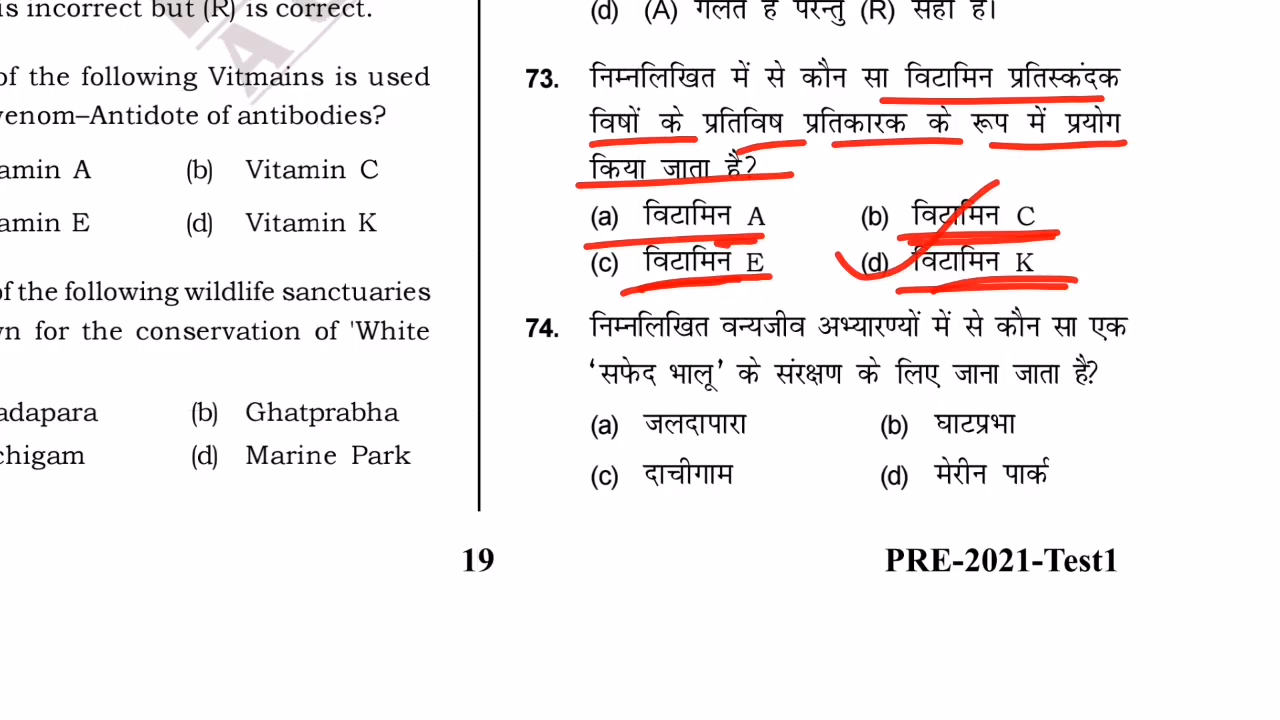 is incorrect but (R) is correct.
of the following Vitmains is used
venom–Antidote of antibodies?
amin A (b) Vitamin C
amin E (d) Vitamin K
of the following wildlife sanctuaries
wn for the conservation of 'White
adapara (b) Ghatprabha
chigam (d) Marine Park
(d) (A) गलत है परन्तु (R) सही है।
73. निम्नलिखित में से कौन सा विटामिन प्रतिस्कंदक
विषों के प्रतिविष प्रतिकारक के रूप में प्रयोग
किया जाता है?
(a) विटामिन A (b) विटामिन C
(c) विटामिन E (d) विटामिन K
74. निम्नलिखित वन्यजीव अभ्यारण्यों में से कौन सा एक
‘सफेद भालू’ के संरक्षण के लिए जाना जाता है?
(a) जलदापारा (b) घाटप्रभा
(c) दाचीगाम (d) मेरीन पार्क
19 PRE-2021-Test1